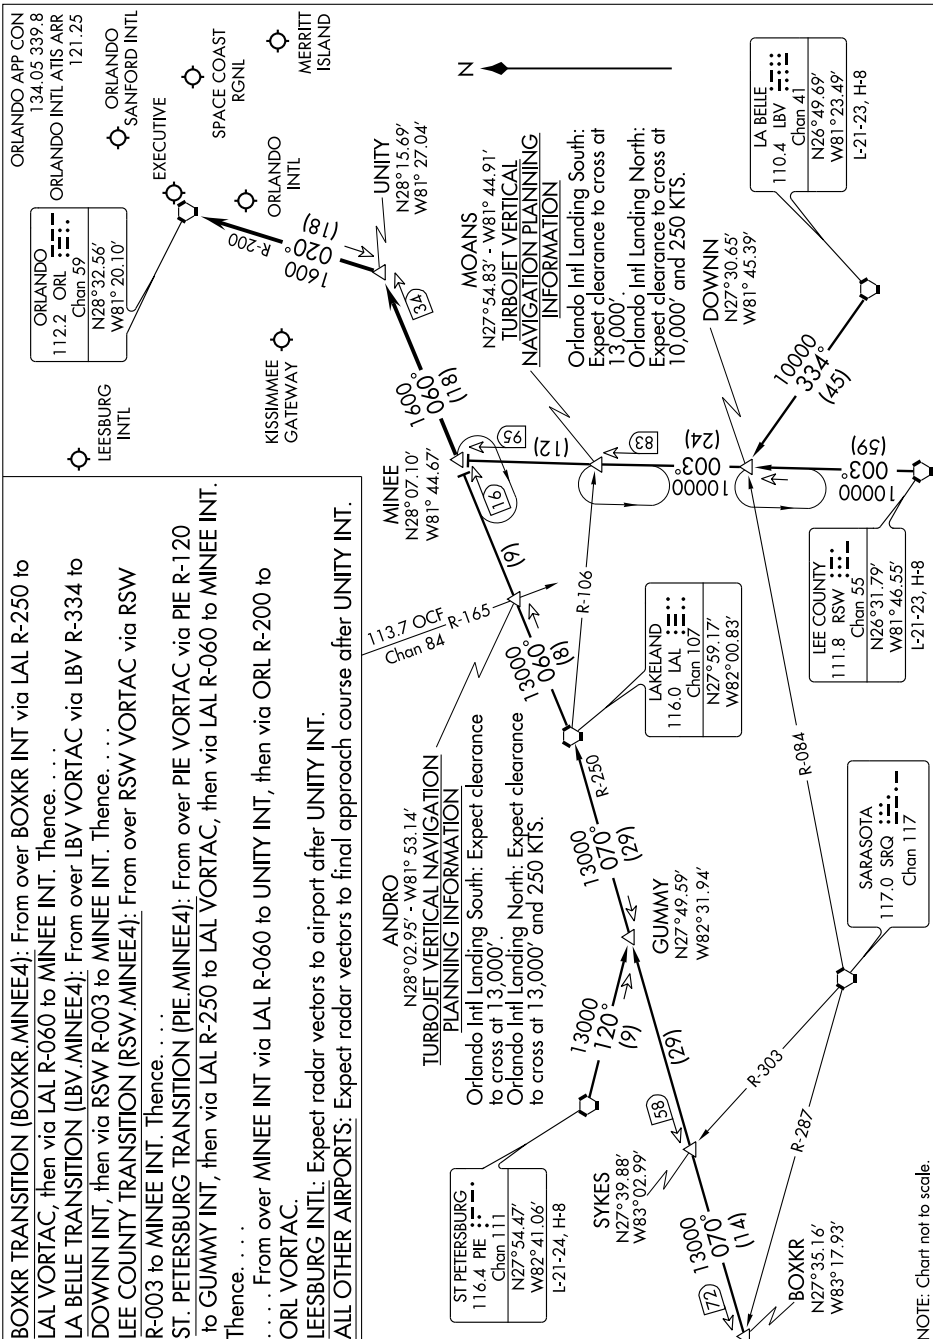 BOXKR TRANSITION (BOXKR.MINEE4): From over BOXKR INT via LAL R-250 to
LAL VORTAC, then via LAL R-060 to MINEE INT. Thence. . . .
LA BELLE TRANSITION (LBV.MINEE4): From over LBV VORTAC via LBV R-334 to
DOWNN INT, then via RSW R-003 to MINEE INT. Thence. . . .
LEE COUNTY TRANSITION (RSW.MINEE4): From over RSW VORTAC via RSW
R-003 to MINEE INT. Thence. . . .
ST. PETERSBURG TRANSITION (PIE.MINEE4): From over PIE VORTAC via PIE R-120
to GUMMY INT, then via LAL R-250 to LAL VORTAC, then via LAL R-060 to MINEE INT.
Thence. . . .
. . . . From over MINEE INT via LAL R-060 to UNITY INT, then via ORL R-200 to
ORL VORTAC.
LEESBURG INTL: Expect radar vectors to airport after UNITY INT.
ALL OTHER AIRPORTS: Expect radar vectors to final approach course after UNITY INT.
ORLANDO APP CON
134.05 339.8
ORLANDO INTL ATIS ARR
121.25
LEESBURG
INTL
ORLANDO
112.2 ORL
Chan 59
N28°32.56'
W81°20.10'
EXECUTIVE
ORLANDO
SANFORD INTL
SPACE COAST
RGNL
MERRITT
ISLAND
KISSIMMEE
GATEWAY
ORLANDO
INTL
R-200
1600
020°
(18)
UNITY
N28°15.69'
W81° 27.04'
34
1600
060°
(18)
N
MINEE
N28°07.10'
W81° 44.67'
16
95
(12)
83
MOANS
N27°54.83' - W81° 44.91'
TURBOJET VERTICAL
NAVIGATION PLANNING
INFORMATION
Orlando Intl Landing South:
Expect clearance to cross at
13,000'.
Orlando Intl Landing North:
Expect clearance to cross at
10,000' and 250 KTS.
(24)
003°
10000
DOWNN
N27°30.65'
W81°45.39'
10000
334°
(45)
LA BELLE
110.4 LBV
Chan 41
N26°49.69'
W81°23.49'
L-21-23, H-8
(59)
003°
10000
LEE COUNTY
111.8 RSW
Chan 55
N26°31.79'
W81°46.55'
L-21-23, H-8
113.7 OCF
Chan 84
R-165
(9)
ANDRO
N28°02.95' - W81° 53.14'
TURBOJET VERTICAL NAVIGATION
PLANNING INFORMATION
Orlando Intl Landing South: Expect clearance
to cross at 13,000'.
Orlando Intl Landing North: Expect clearance
to cross at 13,000' and 250 KTS.
13000
060°
(8)
R-106
LAKELAND
116.0 LAL
Chan 107
N27°59.17'
W82°00.83'
R-250
13000
070°
(29)
GUMMY
N27°49.59'
W82°31.94'
13000
120°
(9)
ST PETERSBURG
116.4 PIE
Chan 111
N27°54.47'
W82°41.06'
L-21-24, H-8
(29)
58
SYKES
N27°39.88'
W83°02.99'
13000
070°
(14)
72
BOXKR
N27°35.16'
W83°17.93'
R-084
R-303
R-287
SARASOTA
117.0 SRQ
Chan 117
NOTE: Chart not to scale.